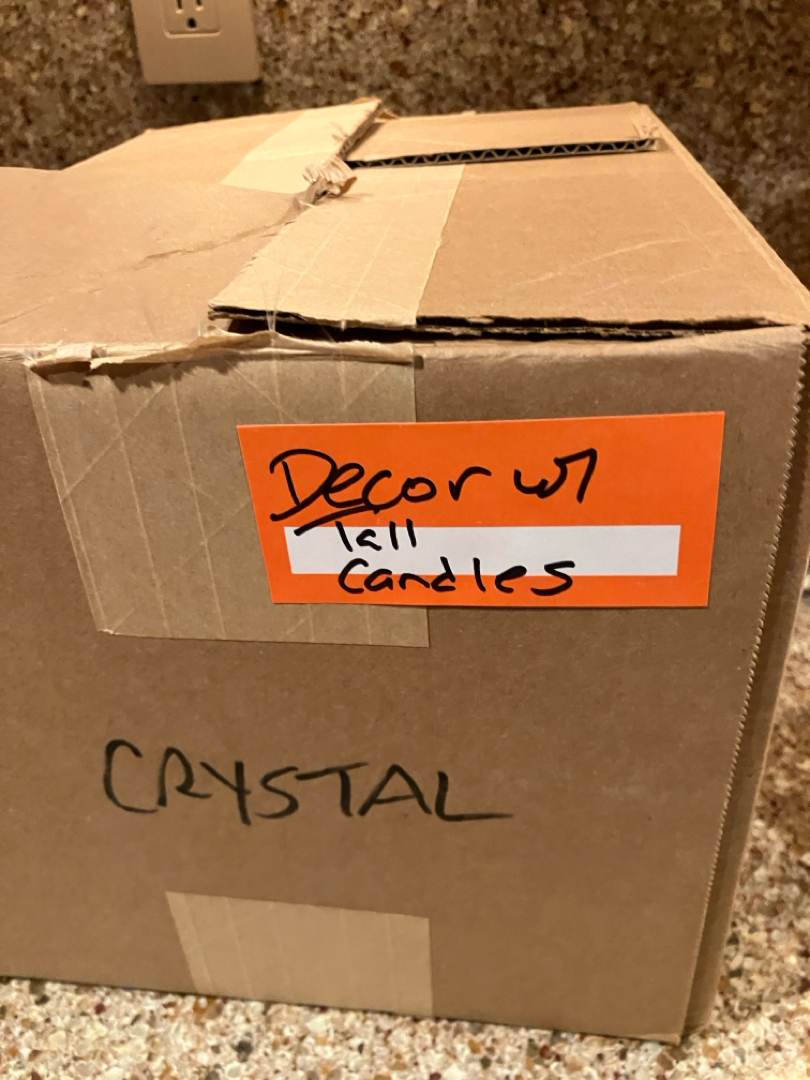 Decor w/
Tall
Candles
CRYSTAL